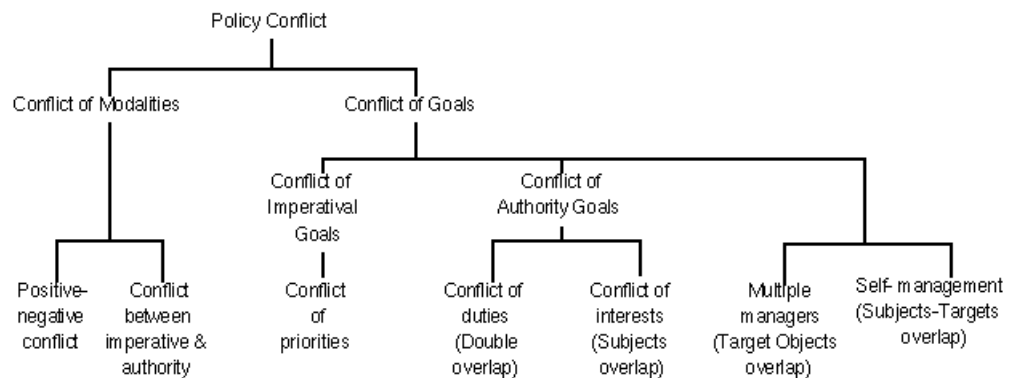 Policy Conflict
Conflict of Modalities
Conflict of Goals
Conflict of
Imperatival
Goals
Conflict of
Authority Goals
Positive-
negative
conflict
Conflict
between
imperative &
authority
Conflict
of
priorities
Conflict of
duties
(Double
overlap)
Conflict of
interests
(Subjects
overlap)
Multiple
managers
(Target Objects
overlap)
Self- management
(Subjects-Targets
overlap)